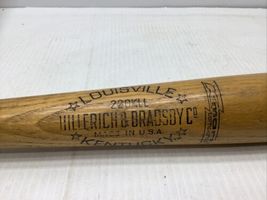 LOUISVILLE
220KLL
HILLERICH & BRADSBY Co
MADE IN U.S.A.
KENTUCKY